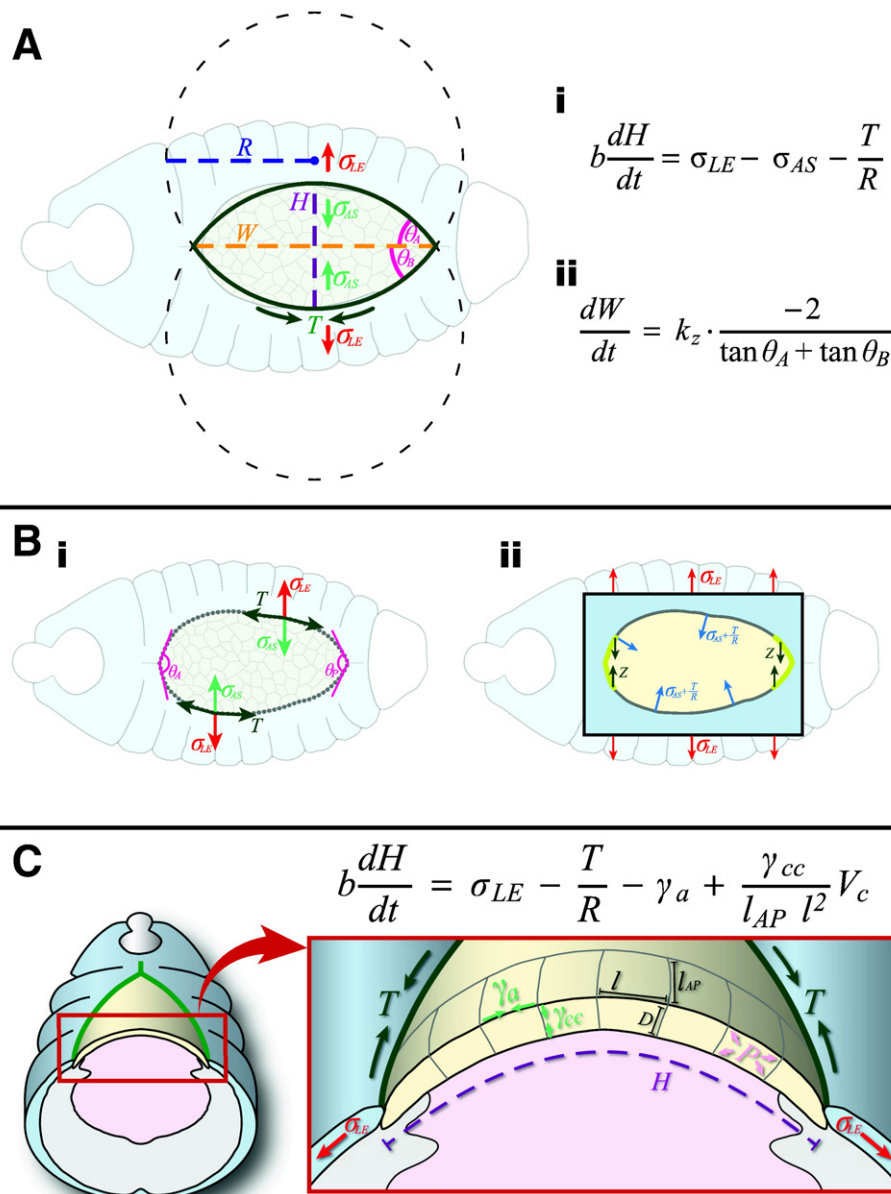 A
i
b dH/dt = σ_LE − σ_AS − T/R
R
σ_LE
H
σ_AS
W
θ_A
θ_B
σ_AS
T
σ_LE
ii
dW/dt = k_z · −2/(tan θ_A + tan θ_B)
B
i
σ_LE
T
σ_AS
θ_A
θ_P
σ_AS
T
σ_LE
ii
σ_LE
σ_AS + T/R
z
z
σ_AS + T/R
σ_LE
C
b dH/dt = σ_LE − T/R − γ_a + γ_cc/(l_AP l²) V_c
T
T
γ_a
l
l_AP
γ_cc
D
P
H
σ_LE
σ_LE